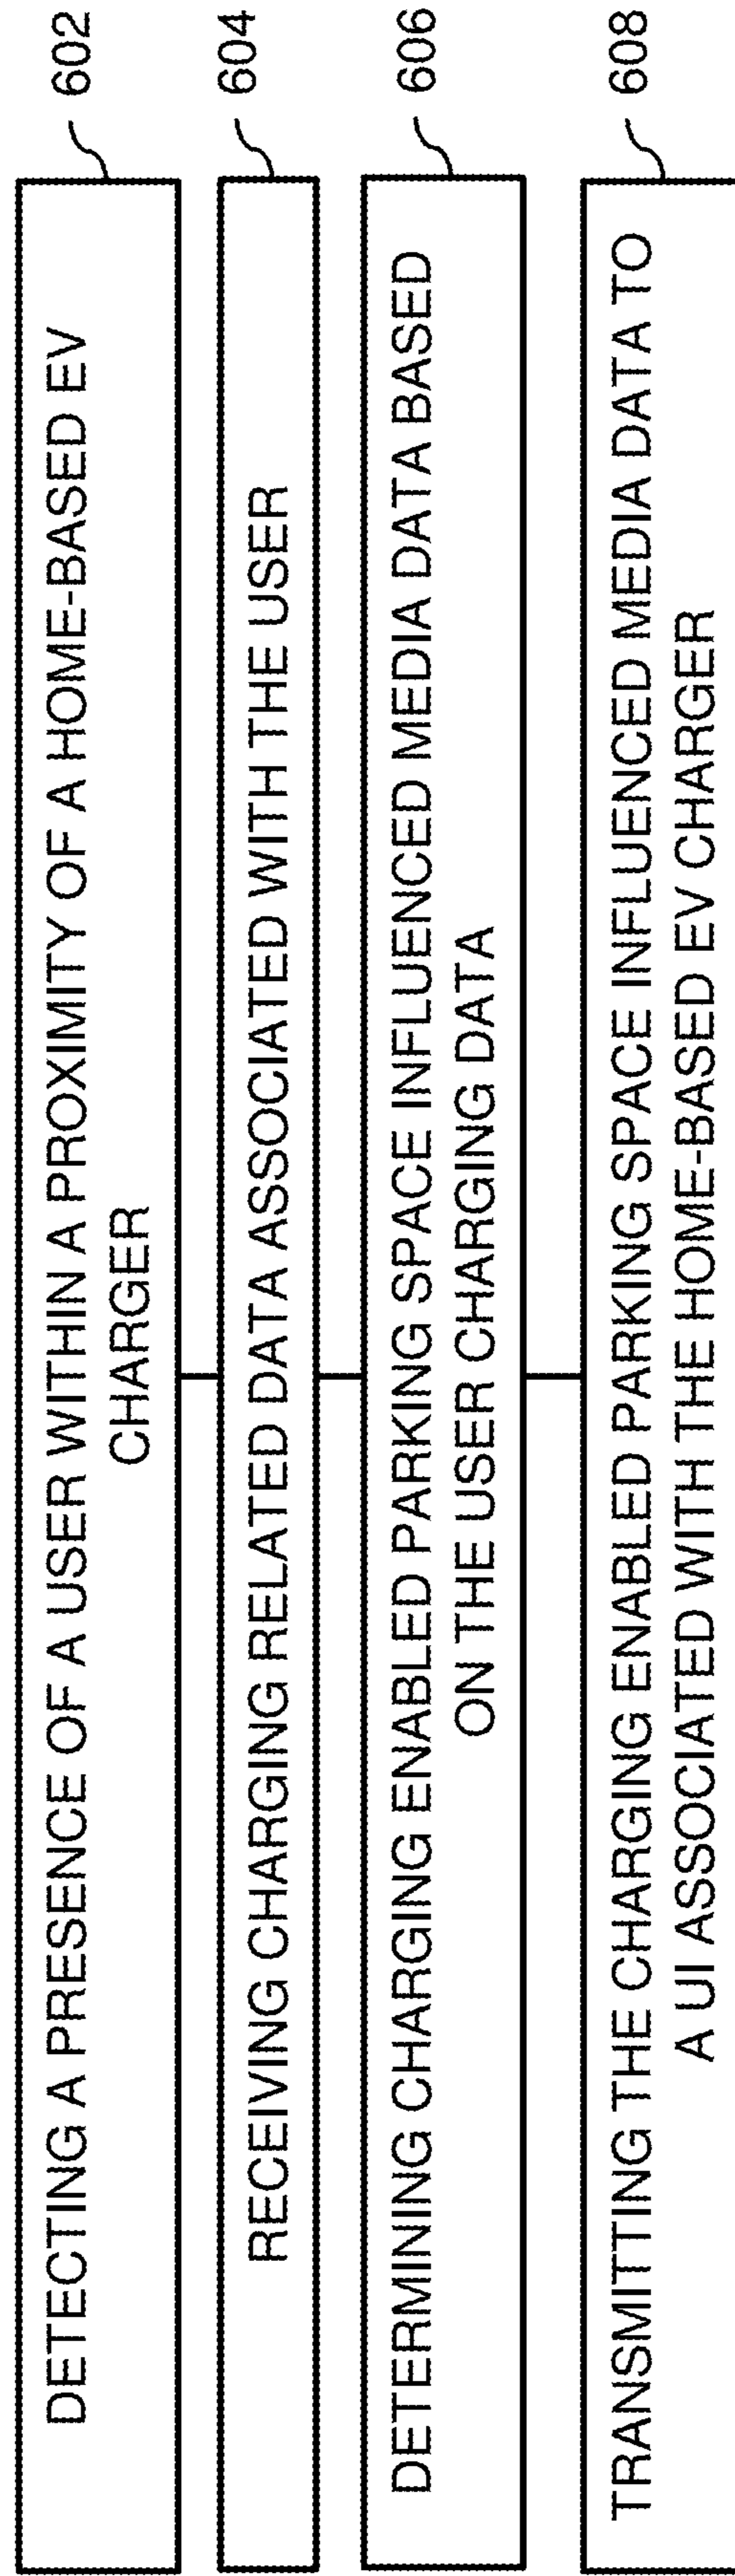 DETECTING A PRESENCE OF A USER WITHIN A PROXIMITY OF A HOME-BASED EV
CHARGER
602
RECEIVING CHARGING RELATED DATA ASSOCIATED WITH THE USER
604
DETERMINING CHARGING ENABLED PARKING SPACE INFLUENCED MEDIA DATA BASED
ON THE USER CHARGING DATA
606
TRANSMITTING THE CHARGING ENABLED PARKING SPACE INFLUENCED MEDIA DATA TO
A UI ASSOCIATED WITH THE HOME-BASED EV CHARGER
608